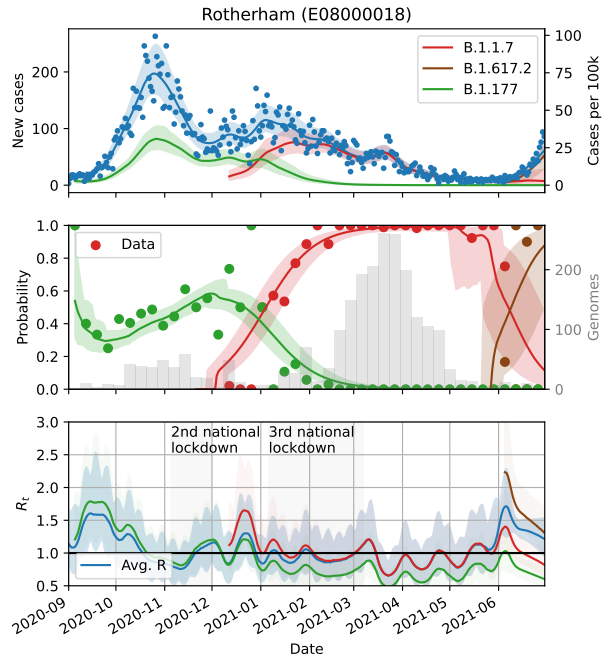 Rotherham (E08000018)
New cases
200
100
0
B.1.1.7
B.1.617.2
B.1.177
100
75
50
25
0
Cases per 100k
Probability
1.0
0.8
0.6
0.4
0.2
0.0
Data
200
100
0
Genomes
R_t
3.0
2.5
2.0
1.5
1.0
0.5
2nd national
lockdown
3rd national
lockdown
Avg. R
2020-09
2020-10
2020-11
2020-12
2021-01
2021-02
2021-03
2021-04
2021-05
2021-06
Date